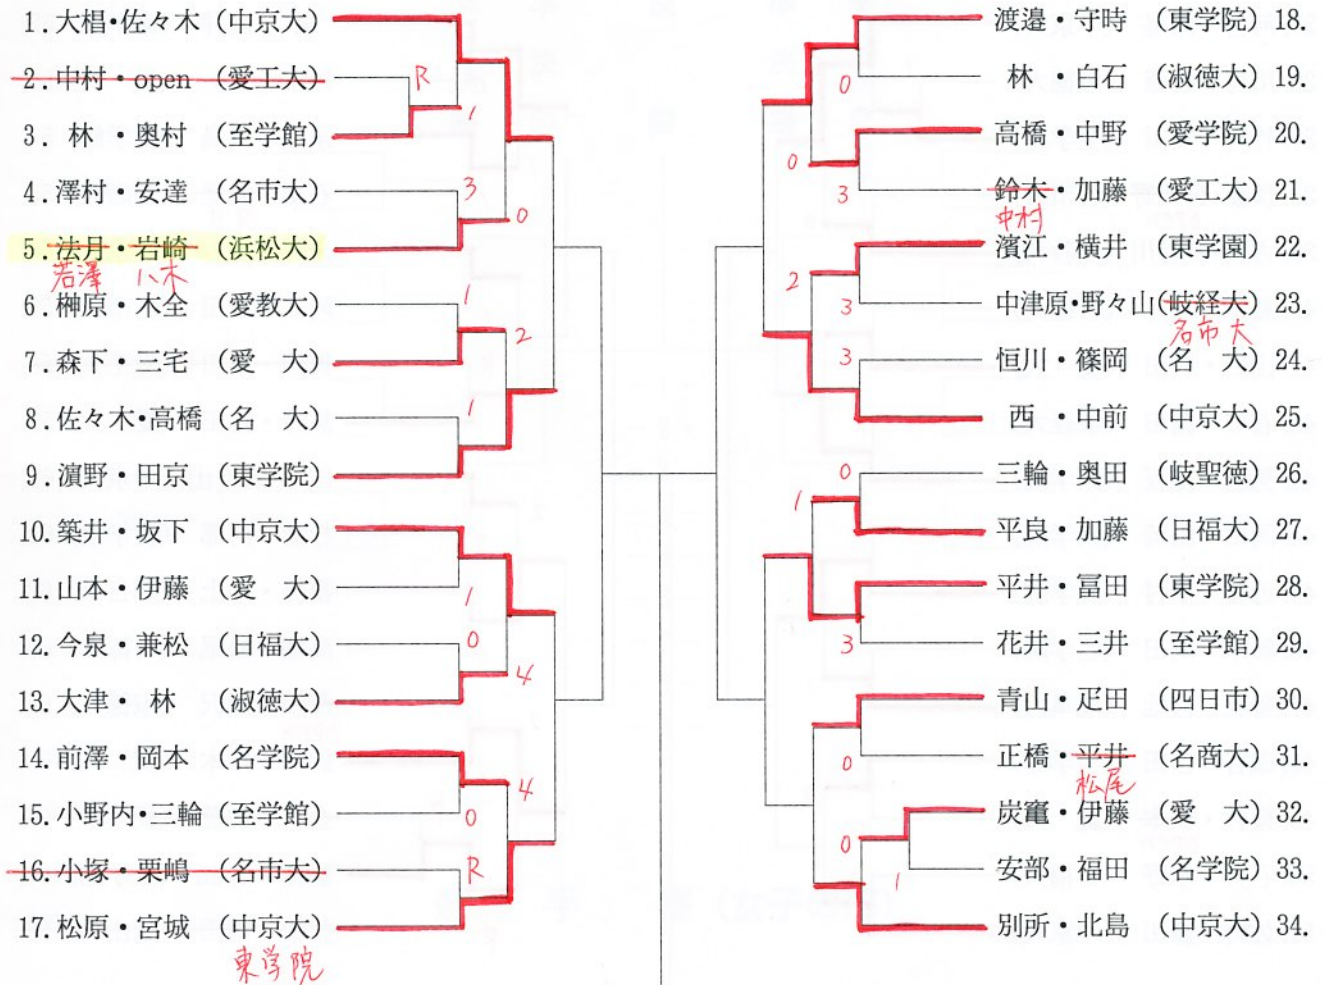 1. 大椙・佐々木 (中京大)
2. 中村・open (愛工大)
R
3. 林・奥村 (至学館)
1
4. 澤村・安達 (名市大)
3
0
5. 法月・岩崎 (浜松大)
若澤 八木
6. 榊原・木全 (愛教大)
1
2
7. 森下・三宅 (愛 大)
8. 佐々木・高橋 (名 大)
1
9. 濵野・田京 (東学院)
10. 築井・坂下 (中京大)
11. 山本・伊藤 (愛 大)
1
12. 今泉・兼松 (日福大)
0
4
13. 大津・林 (淑徳大)
14. 前澤・岡本 (名学院)
4
15. 小野内・三輪 (至学館)
0
16. 小塚・栗嶋 (名市大)
R
17. 松原・宮城 (中京大)
東学院
渡邉・守時 (東学院) 18.
0
林・白石 (淑徳大) 19.
高橋・中野 (愛学院) 20.
0
3
鈴木・加藤 (愛工大) 21.
中村
濱江・横井 (東学園) 22.
2
3
中津原・野々山(岐経大) 23.
名市大
3
恒川・篠岡 (名 大) 24.
西・中前 (中京大) 25.
0
三輪・奥田 (岐聖徳) 26.
1
平良・加藤 (日福大) 27.
平井・冨田 (東学院) 28.
3
花井・三井 (至学館) 29.
青山・疋田 (四日市) 30.
0
正橋・平井 (名商大) 31.
松尾
炭竃・伊藤 (愛 大) 32.
0
1
安部・福田 (名学院) 33.
別所・北島 (中京大) 34.